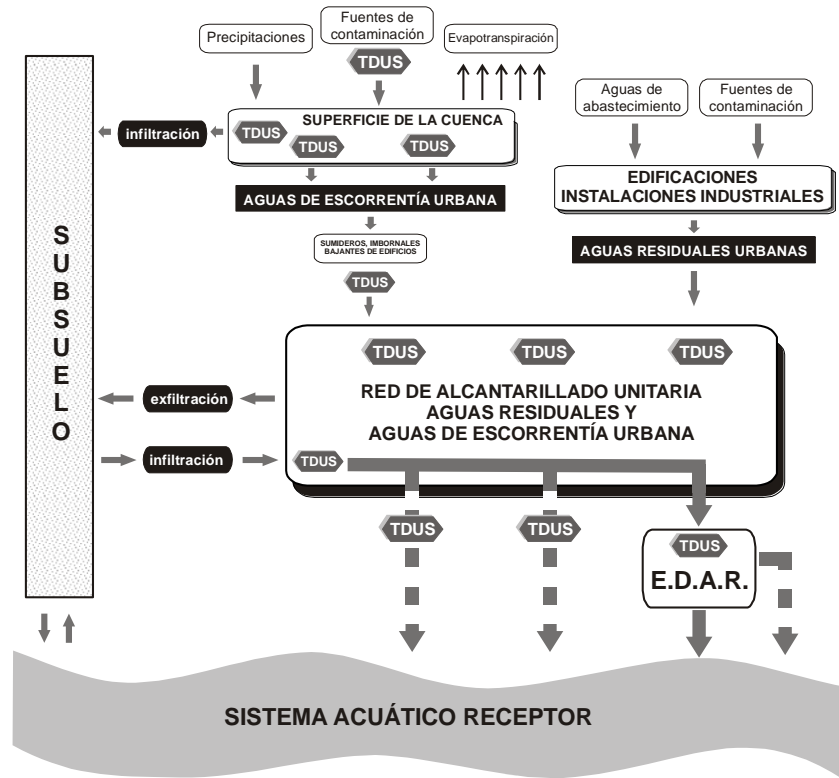 Precipitaciones
Fuentes de
contaminación
TDUS
Evapotranspiración
Aguas de
abastecimiento
Fuentes de
contaminación
infiltración
SUPERFICIE DE LA CUENCA
TDUS
TDUS
TDUS
AGUAS DE ESCORRENTÍA URBANA
EDIFICACIONES
INSTALACIONES INDUSTRIALES
SUMIDEROS, IMBORNALES
BAJANTES DE EDIFICIOS
TDUS
AGUAS RESIDUALES URBANAS
SUBSUELO
TDUS
TDUS
TDUS
RED DE ALCANTARILLADO UNITARIA
AGUAS RESIDUALES Y
AGUAS DE ESCORRENTÍA URBANA
exfiltración
infiltración
TDUS
TDUS
TDUS
TDUS
E.D.A.R.
SISTEMA ACUÁTICO RECEPTOR